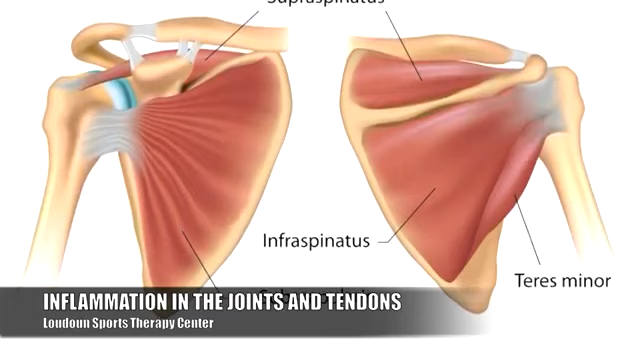 Supraspinatus
Infraspinatus
Teres minor
INFLAMMATION IN THE JOINTS AND TENDONS
Loudoun Sports Therapy Center